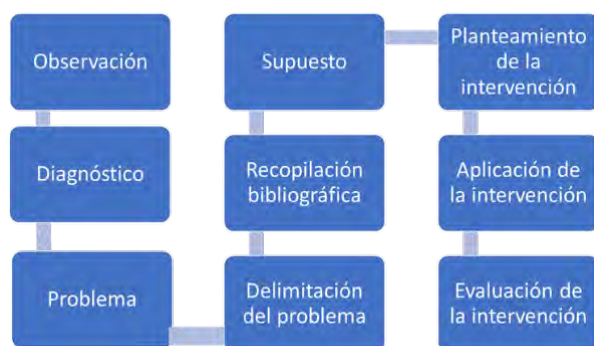 Observación
Diagnóstico
Problema
Delimitación
del problema
Recopilación
bibliográfica
Supuesto
Planteamiento
de la
intervención
Aplicación de
la intervención
Evaluación de
la intervención